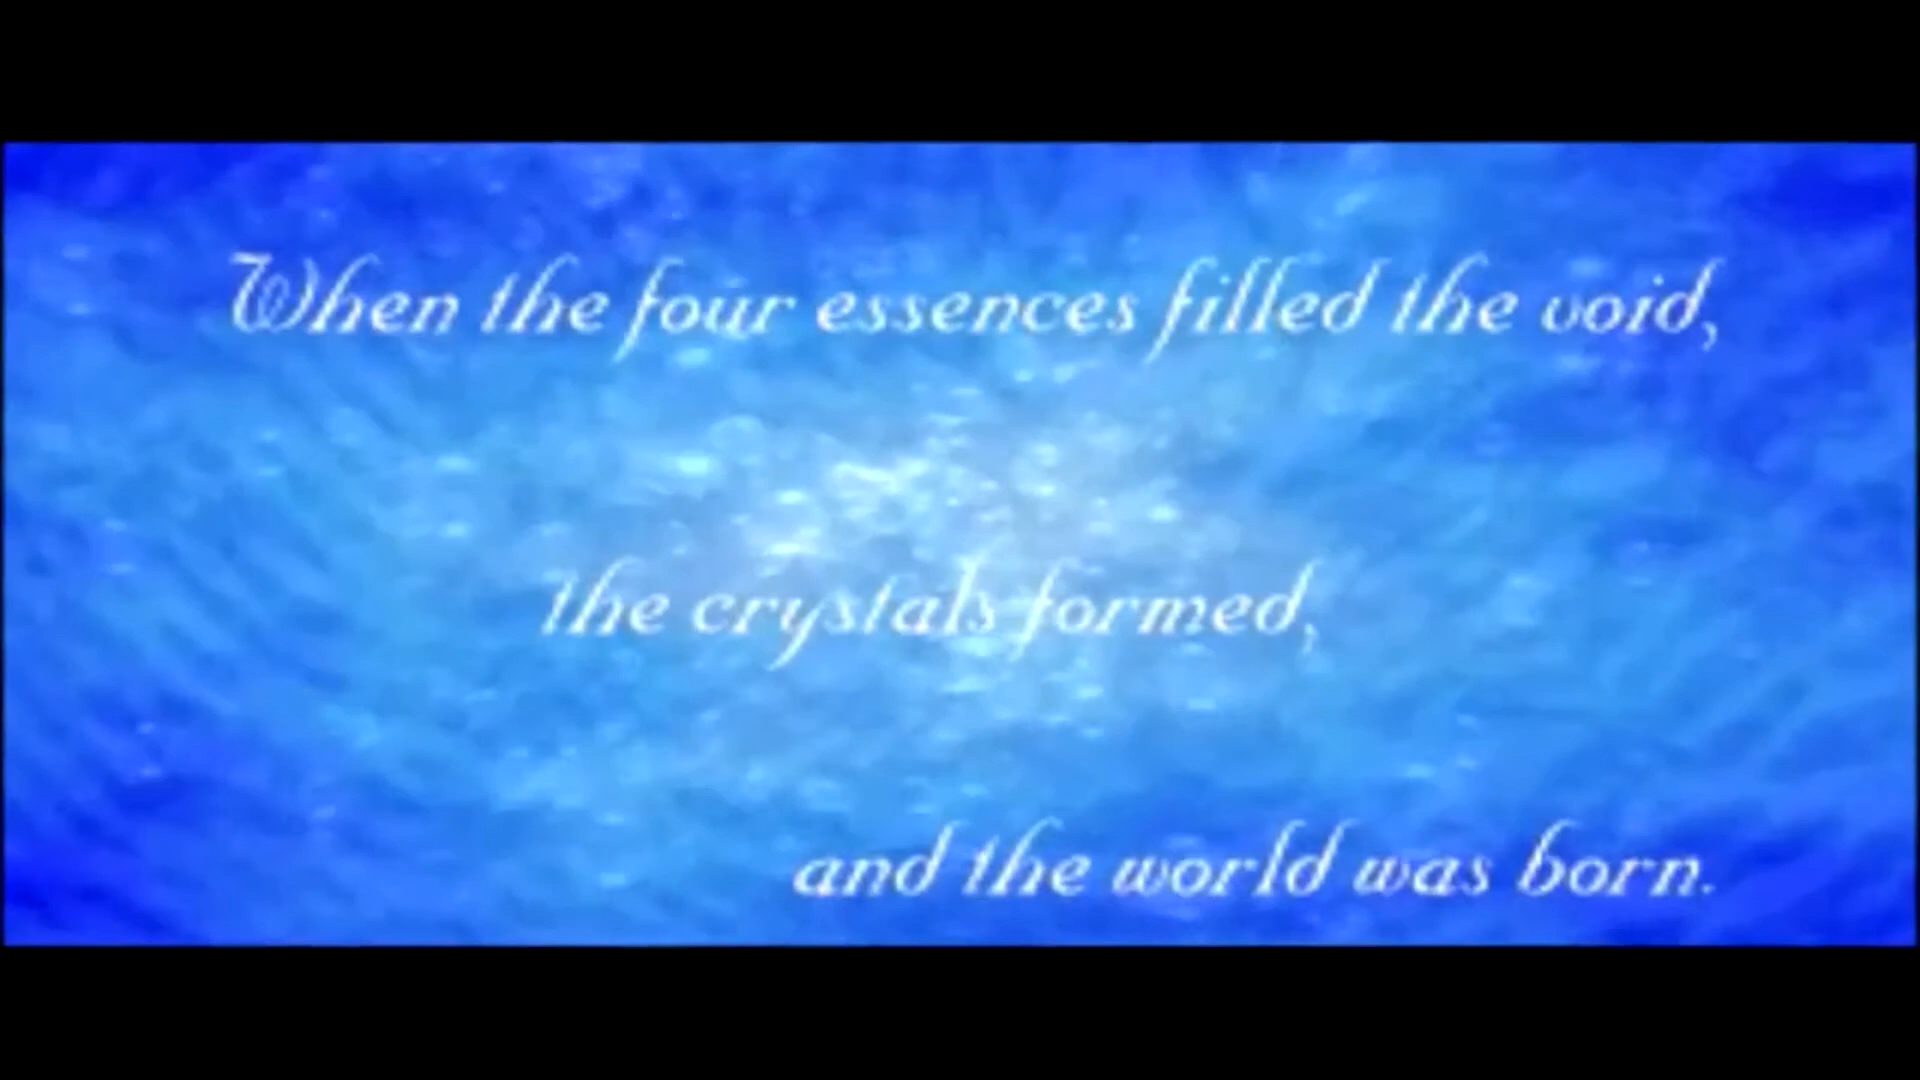 When the four essences filled the void,
the crystals formed,
and the world was born.